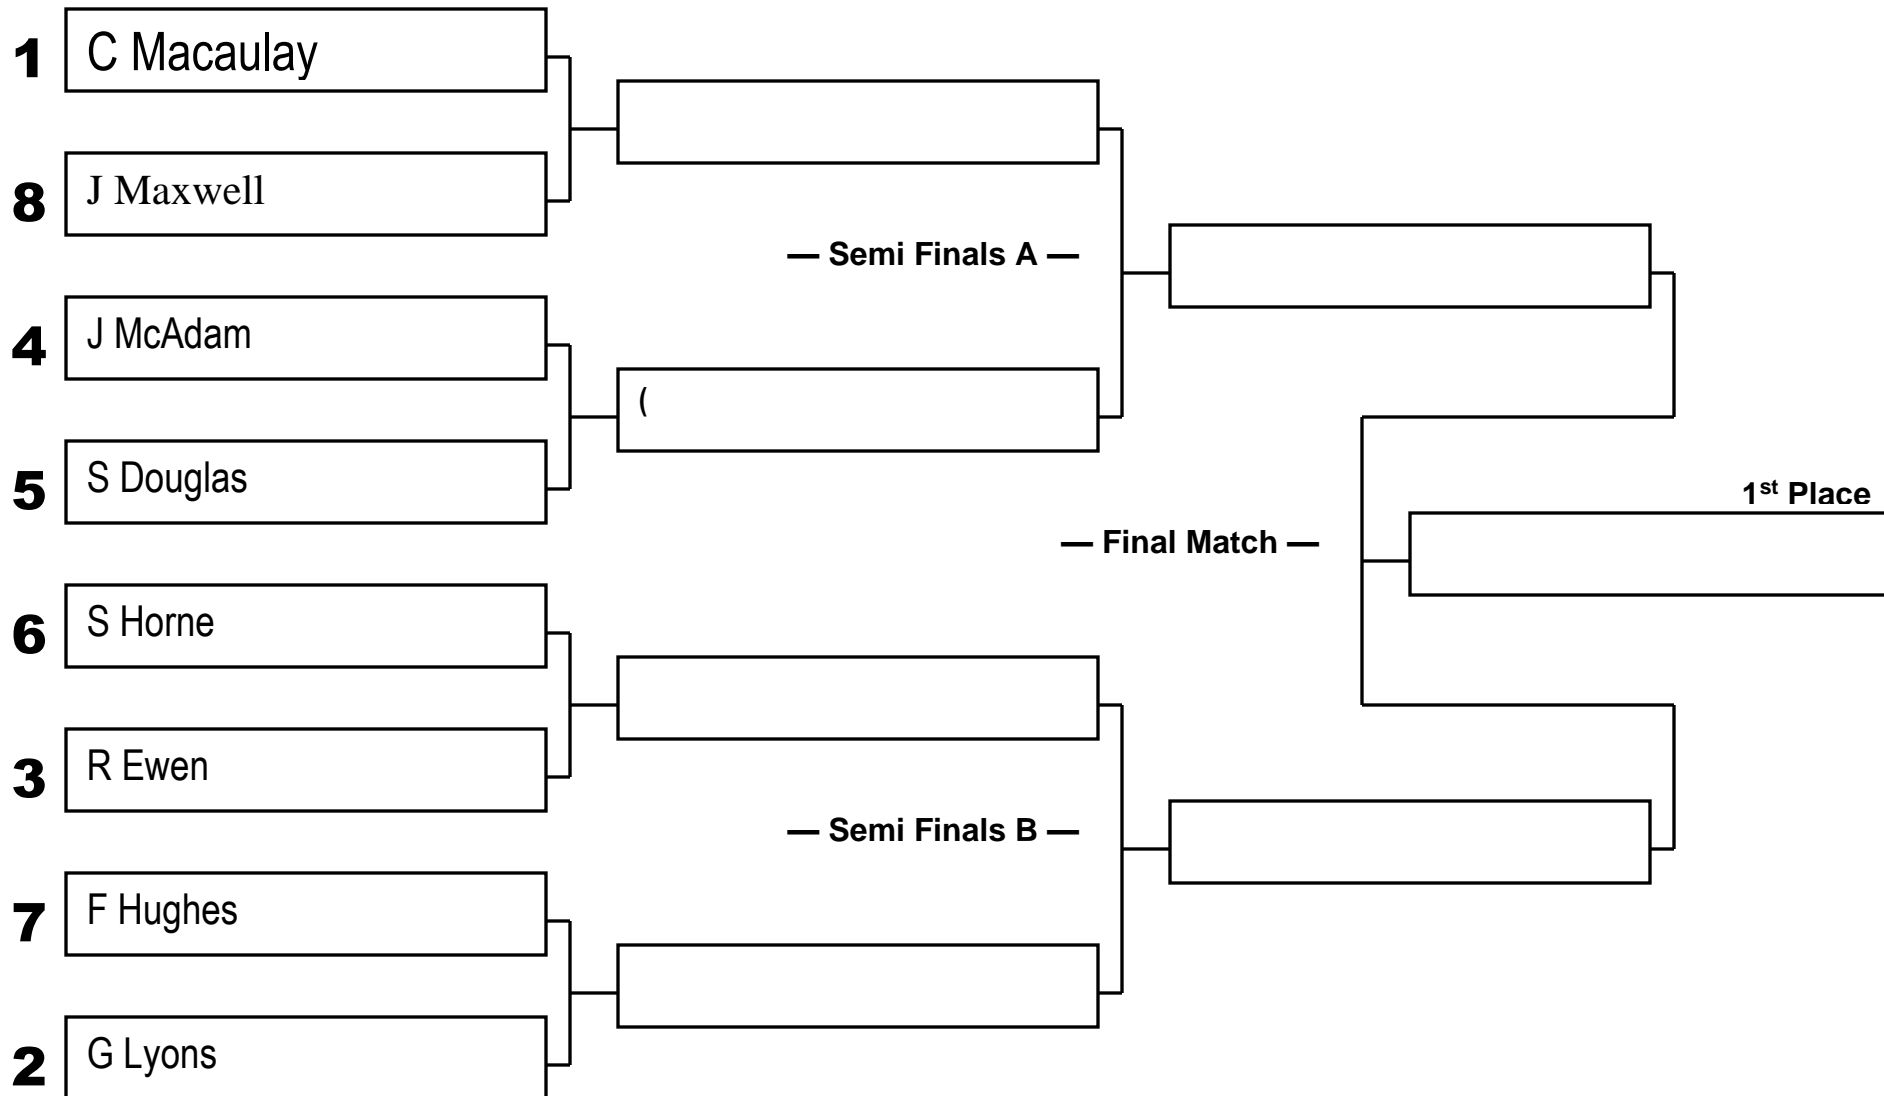 1 C Macaulay
8 J Maxwell
— Semi Finals A —
4 J McAdam
(
5 S Douglas
1st Place
— Final Match —
6 S Horne
3 R Ewen
— Semi Finals B —
7 F Hughes
2 G Lyons